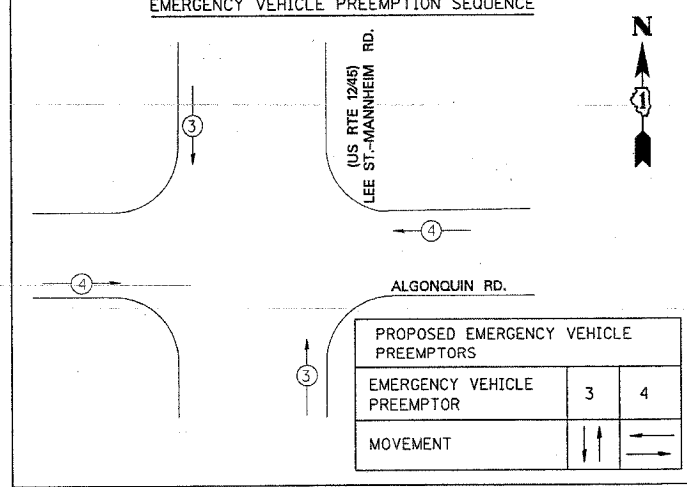 EMERGENCY VEHICLE PREEMPTION SEQUENCE
N
1
(US RTE 12/45)
LEE ST.-MANNHEIM RD.
3
4
4
ALGONQUIN RD.
3
PROPOSED EMERGENCY VEHICLE
PREEMPTORS
EMERGENCY VEHICLE
PREEMPTOR
3
4
MOVEMENT